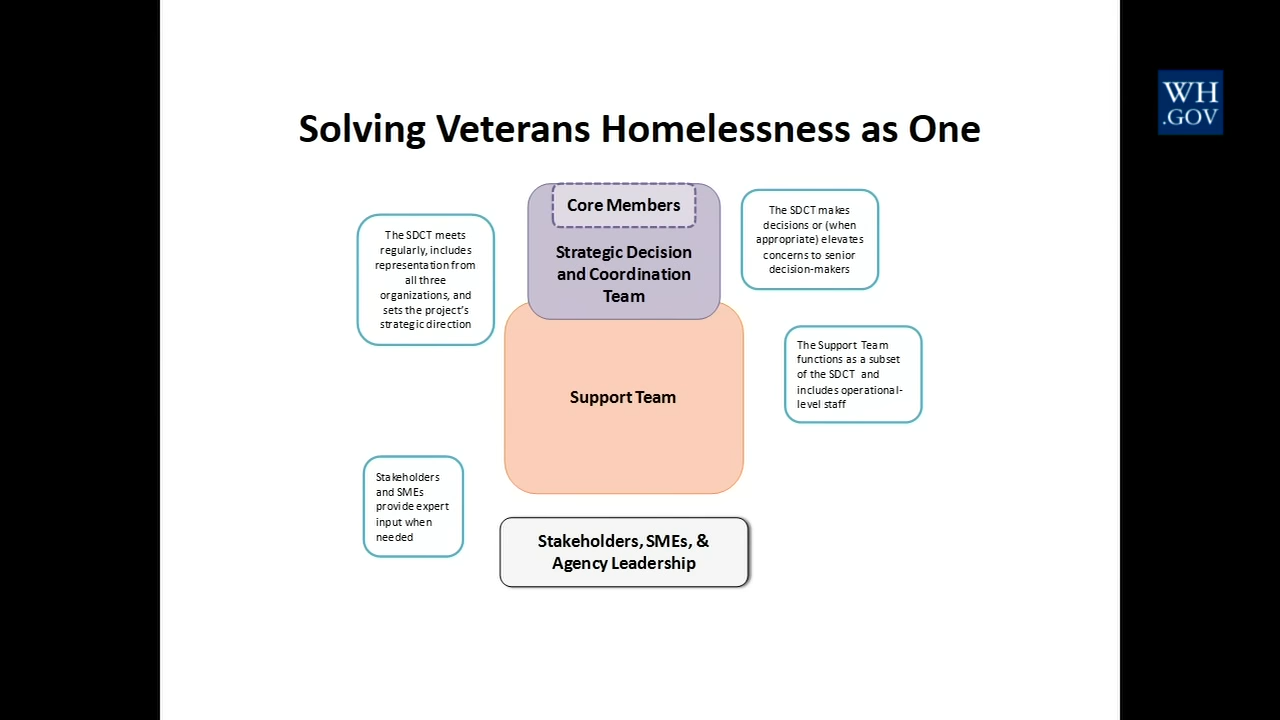 Solving Veterans Homelessness as One
WH
.GOV
Core Members
Strategic Decision
and Coordination
Team
The SDCT meets
regularly, includes
representation from
all three
organizations, and
sets the project's
strategic direction
The SDCT makes
decisions or (when
appropriate) elevates
concerns to senior
decision-makers
Support Team
The Support Team
functions as a subset
of the SDCT and
includes operational-
level staff
Stakeholders
and SMEs
provide expert
input when
needed
Stakeholders, SMEs, &
Agency Leadership